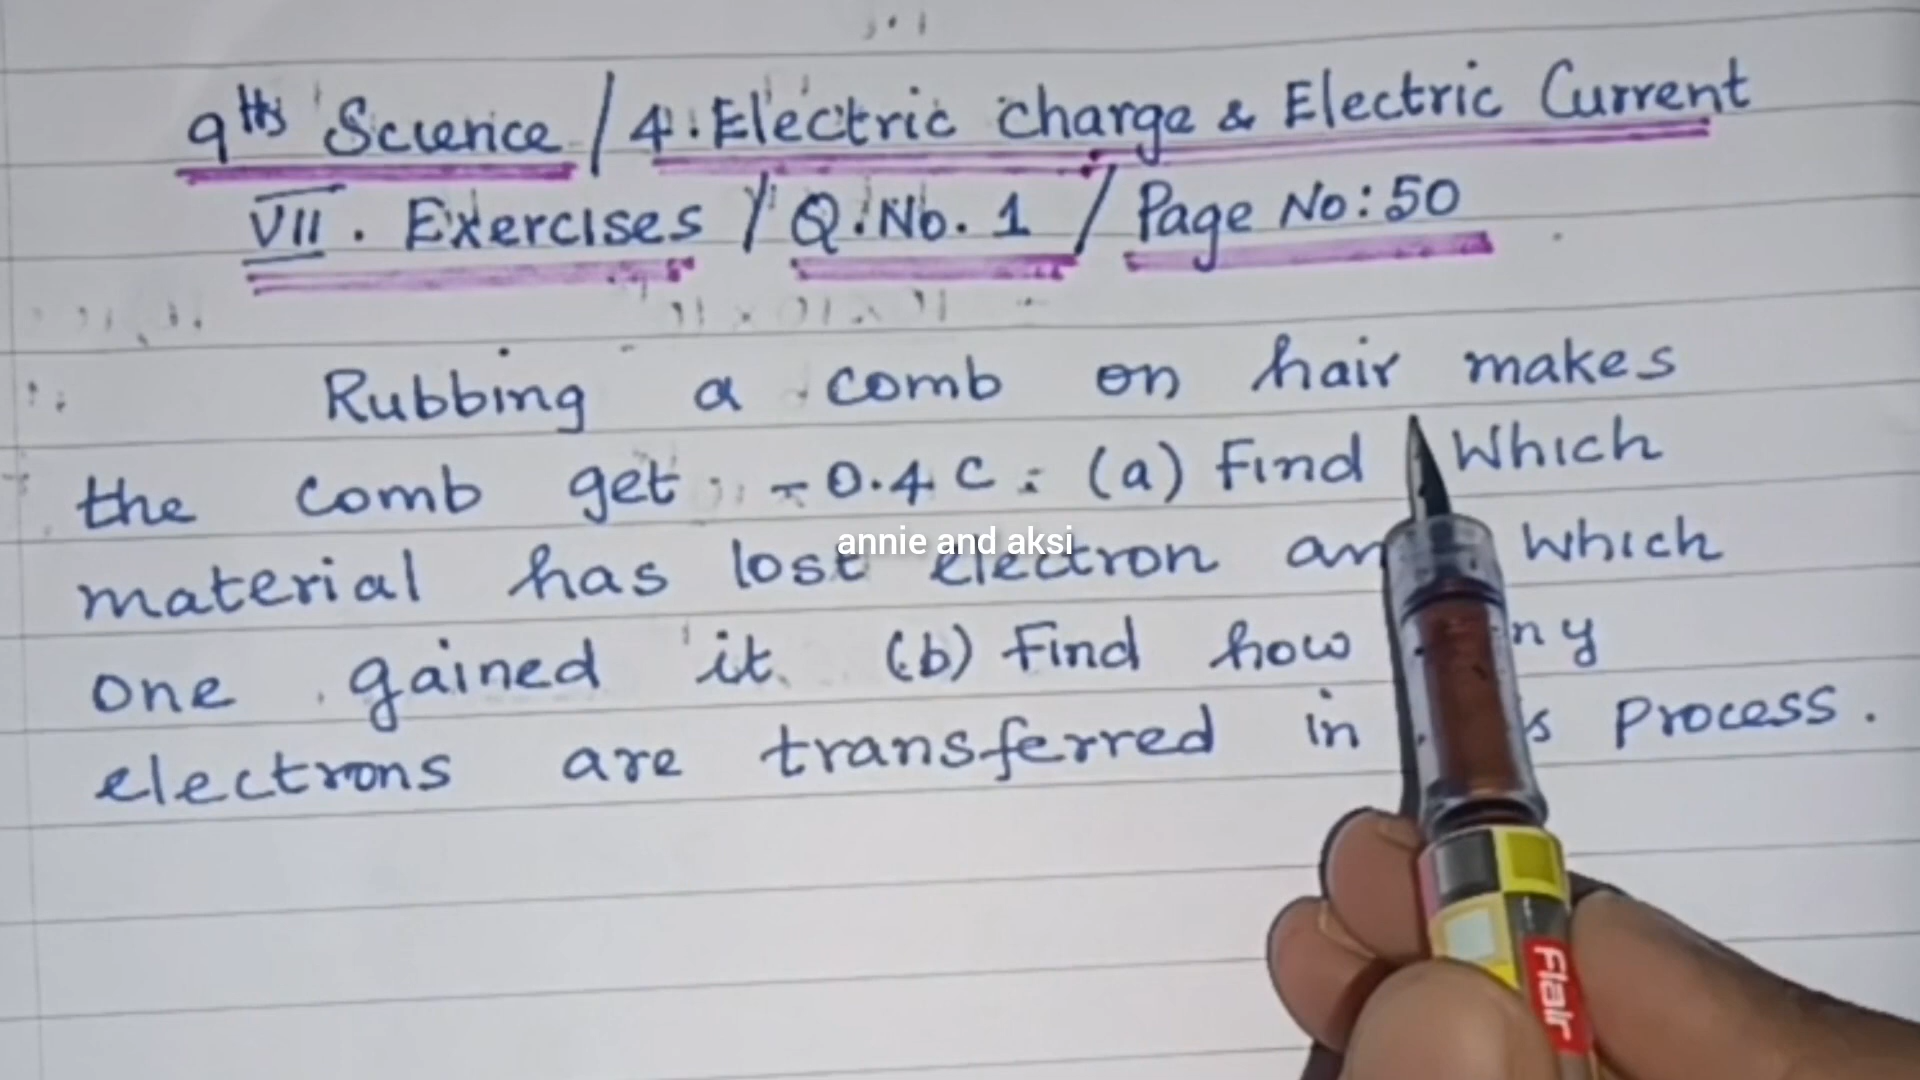 9th Science / 4. Electric charge & Electric Current
VII. Exercises / Q.No. 1 / Page No: 50
Rubbing a comb on hair makes
the comb get -0.4 C. (a) Find Which
material has lost electron an which
annie and aksi
one gained it. (b) Find how ny
electrons are transferred in s process.
Flair